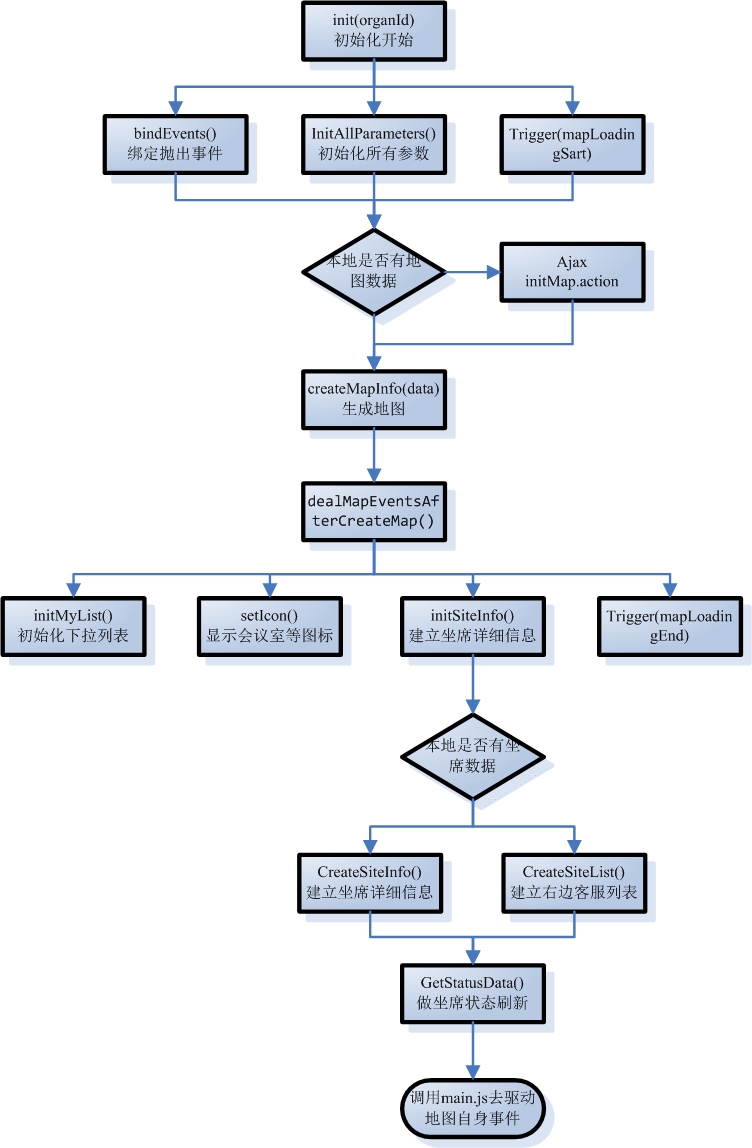 init(organId)
初始化开始
bindEvents()
绑定抛出事件
InitAllParameters()
初始化所有参数
Trigger(mapLoadin
gSart)
本地是否有地
图数据
Ajax
initMap.action
createMapInfo(data)
生成地图
dealMapEventsAf
terCreateMap()
initMyList()
初始化下拉列表
setIcon()
显示会议室等图标
initSiteInfo()
建立坐席详细信息
Trigger(mapLoadin
gEnd)
本地是否有坐
席数据
CreateSiteInfo()
建立坐席详细信息
CreateSiteList()
建立右边客服列表
GetStatusData()
做坐席状态刷新
调用main.js去驱动
地图自身事件